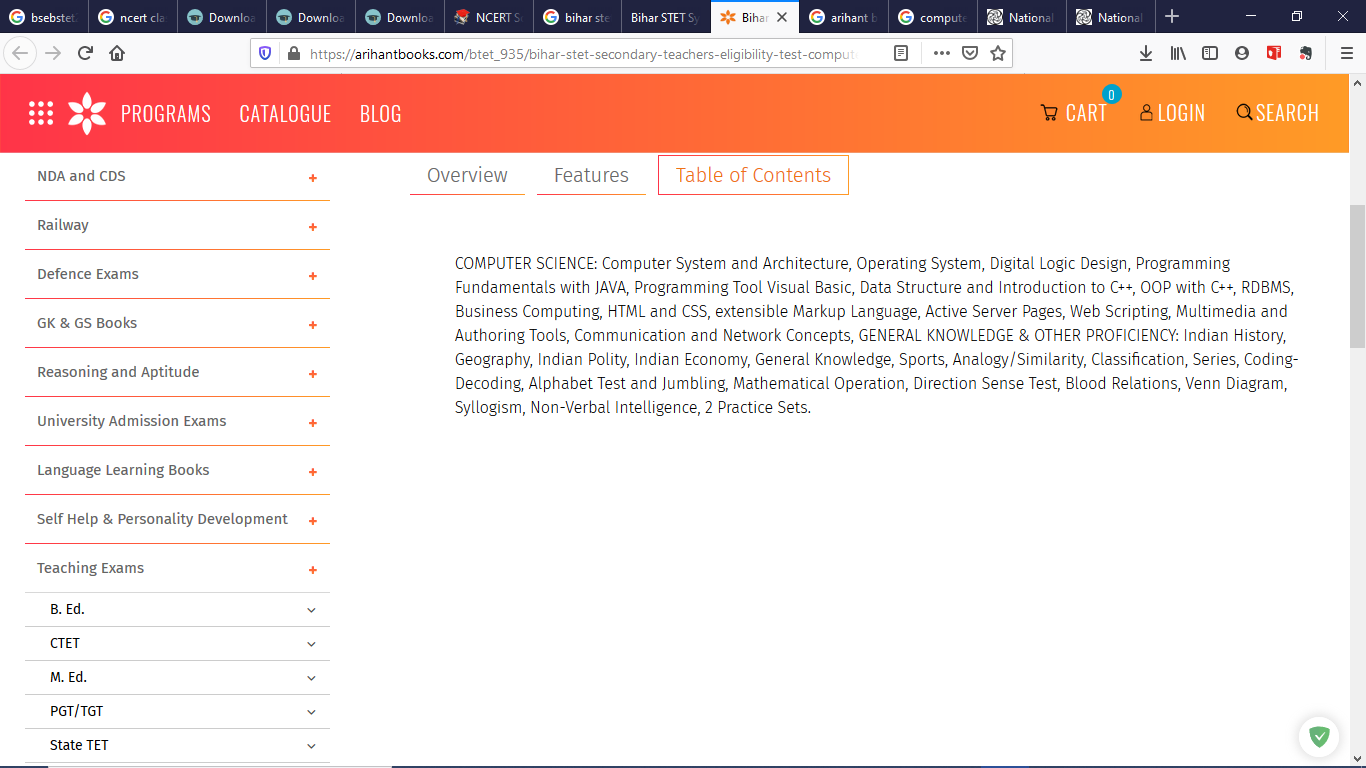 bsebstet
ncert cla
Downloa
Downloa
Downloa
NCERT S
bihar ste
Bihar STET Sy
Bihar
arihant b
compute
National
National
https://arihantbooks.com/btet_935/bihar-stet-secondary-teachers-eligibility-test-comput
PROGRAMS CATALOGUE BLOG
0
CART LOGIN SEARCH
NDA and CDS
Railway
Defence Exams
GK & GS Books
Reasoning and Aptitude
University Admission Exams
Language Learning Books
Self Help & Personality Development
Teaching Exams
B. Ed.
CTET
M. Ed.
PGT/TGT
State TET
Overview Features Table of Contents
COMPUTER SCIENCE: Computer System and Architecture, Operating System, Digital Logic Design, Programming
Fundamentals with JAVA, Programming Tool Visual Basic, Data Structure and Introduction to C++, OOP with C++, RDBMS,
Business Computing, HTML and CSS, extensible Markup Language, Active Server Pages, Web Scripting, Multimedia and
Authoring Tools, Communication and Network Concepts, GENERAL KNOWLEDGE & OTHER PROFICIENCY: Indian History,
Geography, Indian Polity, Indian Economy, General Knowledge, Sports, Analogy/Similarity, Classification, Series, Coding-
Decoding, Alphabet Test and Jumbling, Mathematical Operation, Direction Sense Test, Blood Relations, Venn Diagram,
Syllogism, Non-Verbal Intelligence, 2 Practice Sets.